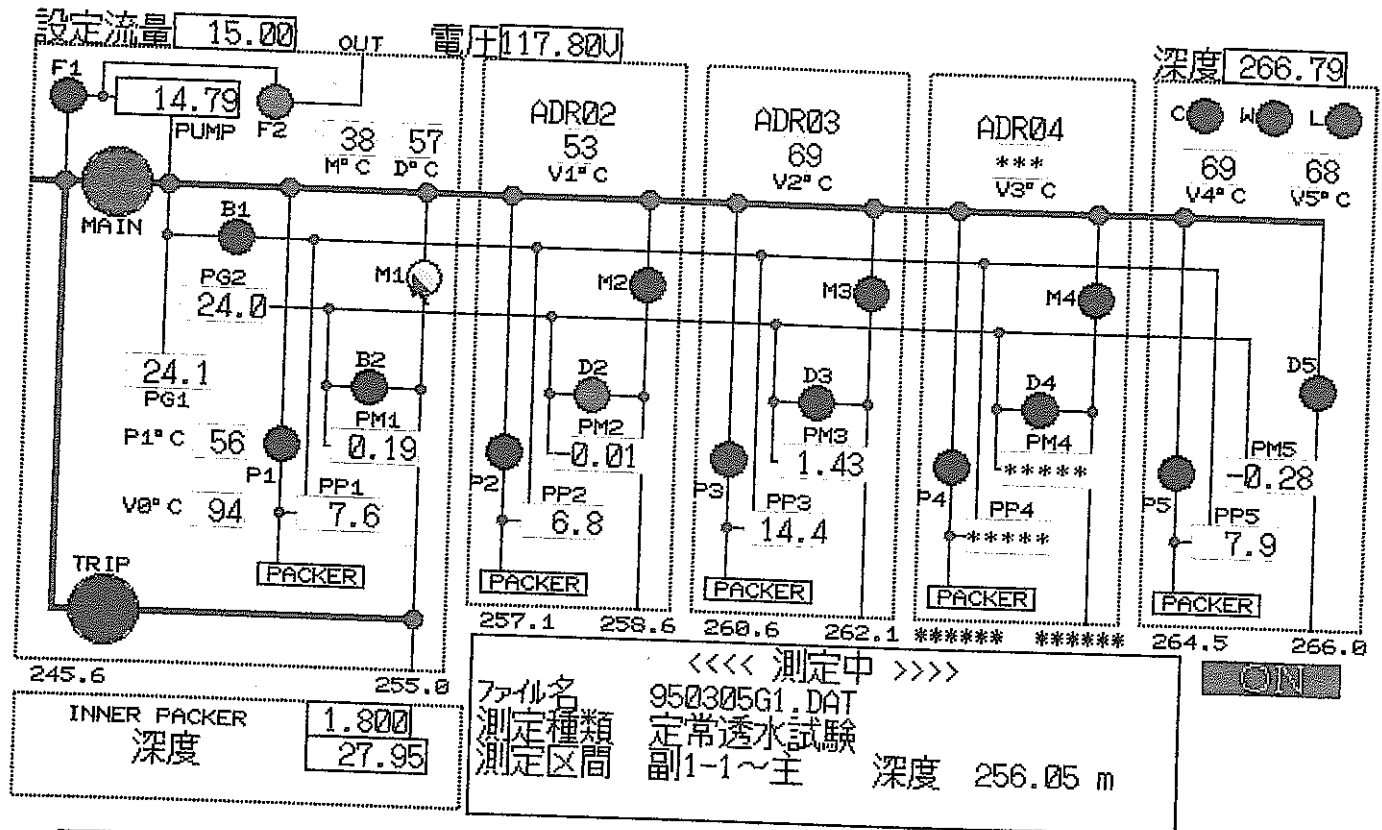 設定流量 15.00 OUT 電圧 117.80V 深度 266.79
F1 14.79 PUMP F2
38 57
M°C D°C
ADR02
53
V1°C
ADR03
69
V2°C
ADR04
***
V3°C
C W L
69 68
V4°C V5°C
MAIN
B1
PG2
24.0
M1
M2
M3
M4
24.1
PG1
B2
D2
D3
D4
D5
PM1
0.19
PM2
-0.01
PM3
1.43
PM4
*****
PM5
-0.28
P1°C 56
P1
P2
P3
P4
P5
V0°C 94
PP1
7.6
PP2
6.8
PP3
14.4
PP4
*****
PP5
7.9
TRIP
PACKER
PACKER
PACKER
PACKER
PACKER
245.6 255.0
257.1 258.6
260.6 262.1
****** ******
264.5 266.0
ON
INNER PACKER 1.800
深度 27.95
<<<< 測定中 >>>>
ファイル名 950305G1.DAT
測定種類 定常透水試験
測定区間 副1-1~主 深度 256.05 m